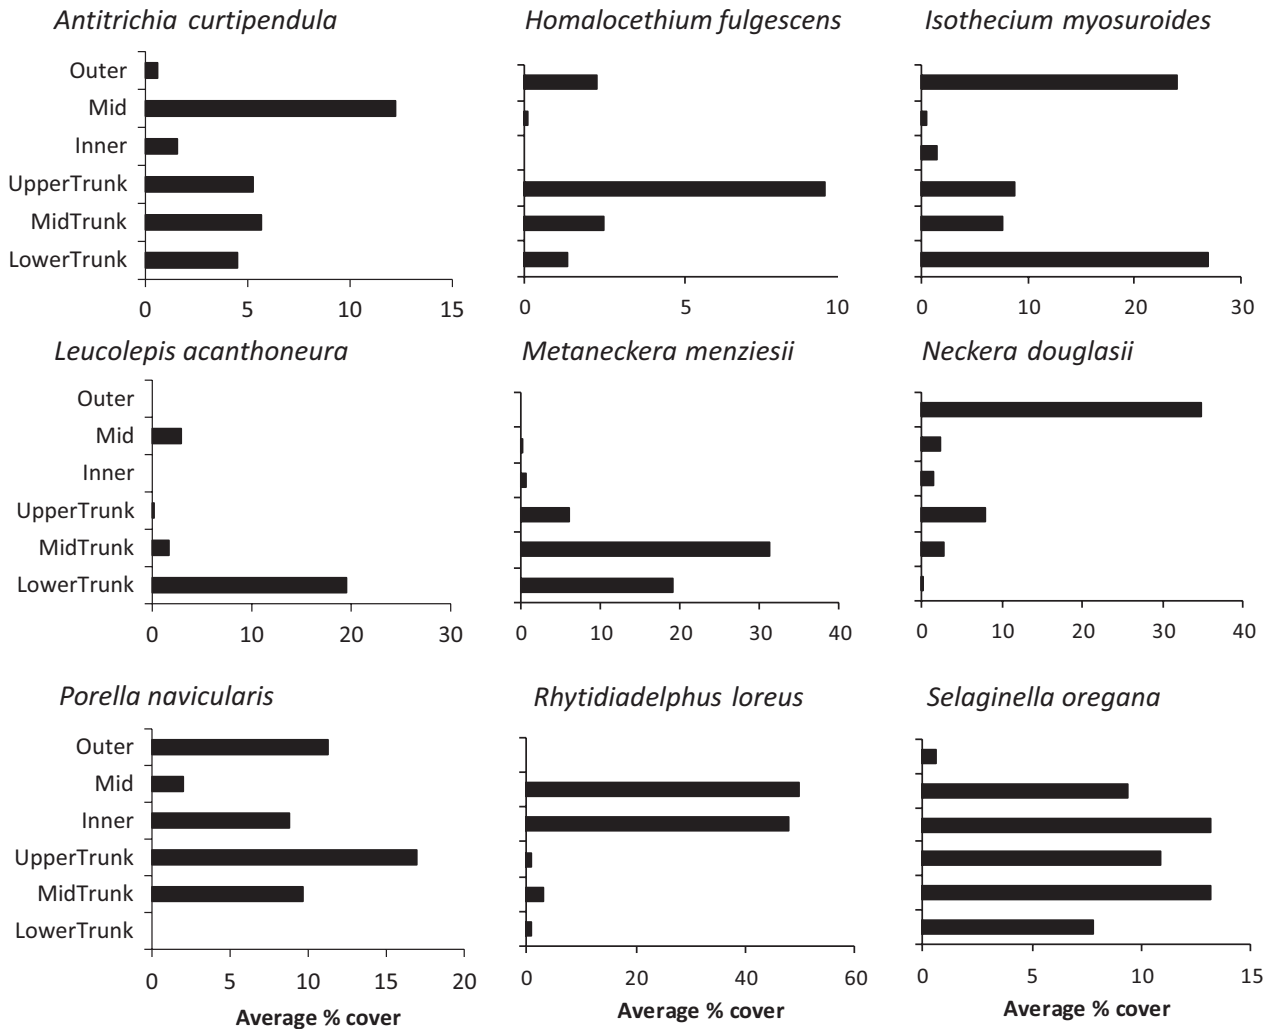 Antitrichia curtipendula
Homalocethium fulgescens
Isothecium myosuroides
Outer
Mid
Inner
UpperTrunk
MidTrunk
LowerTrunk
0 5 10 15
0 5 10
0 10 20 30
Leucolepis acanthoneura
Metaneckera menziesii
Neckera douglasii
Outer
Mid
Inner
UpperTrunk
MidTrunk
LowerTrunk
0 10 20 30
0 10 20 30 40
0 10 20 30 40
Porella navicularis
Rhytidiadelphus loreus
Selaginella oregana
Outer
Mid
Inner
UpperTrunk
MidTrunk
LowerTrunk
0 5 10 15 20
0 20 40 60
0 5 10 15
Average % cover
Average % cover
Average % cover